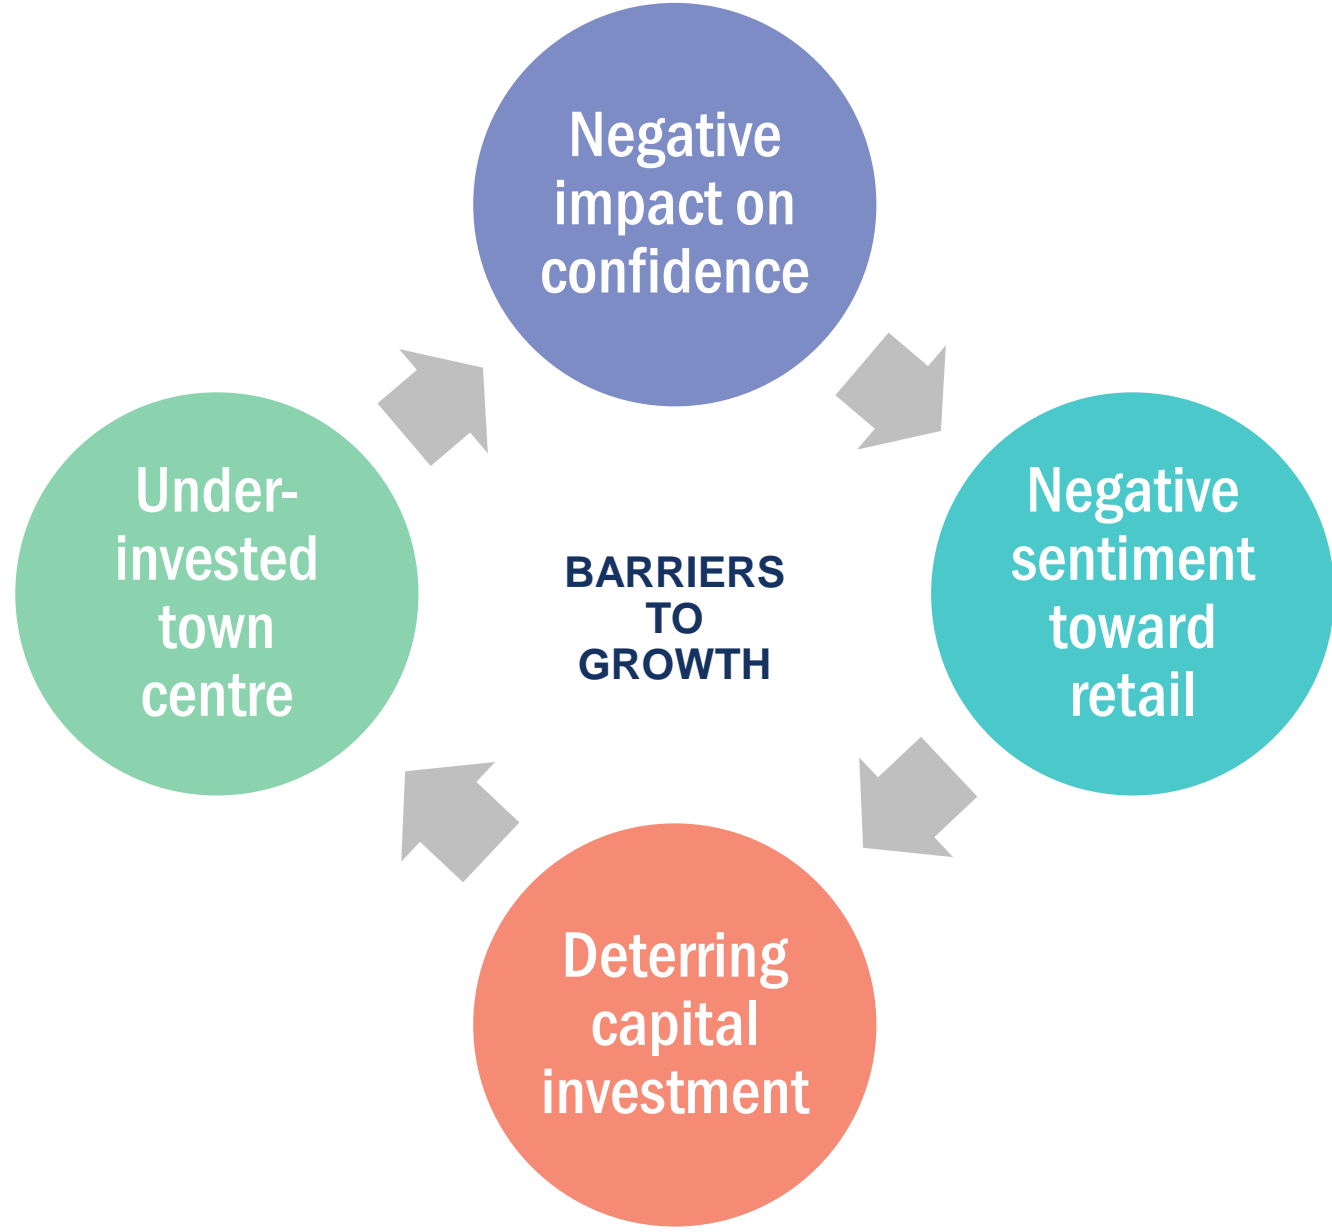 Negative
impact on
confidence
Negative
sentiment
toward
retail
Deterring
capital
investment
Under-
invested
town
centre
BARRIERS
TO
GROWTH